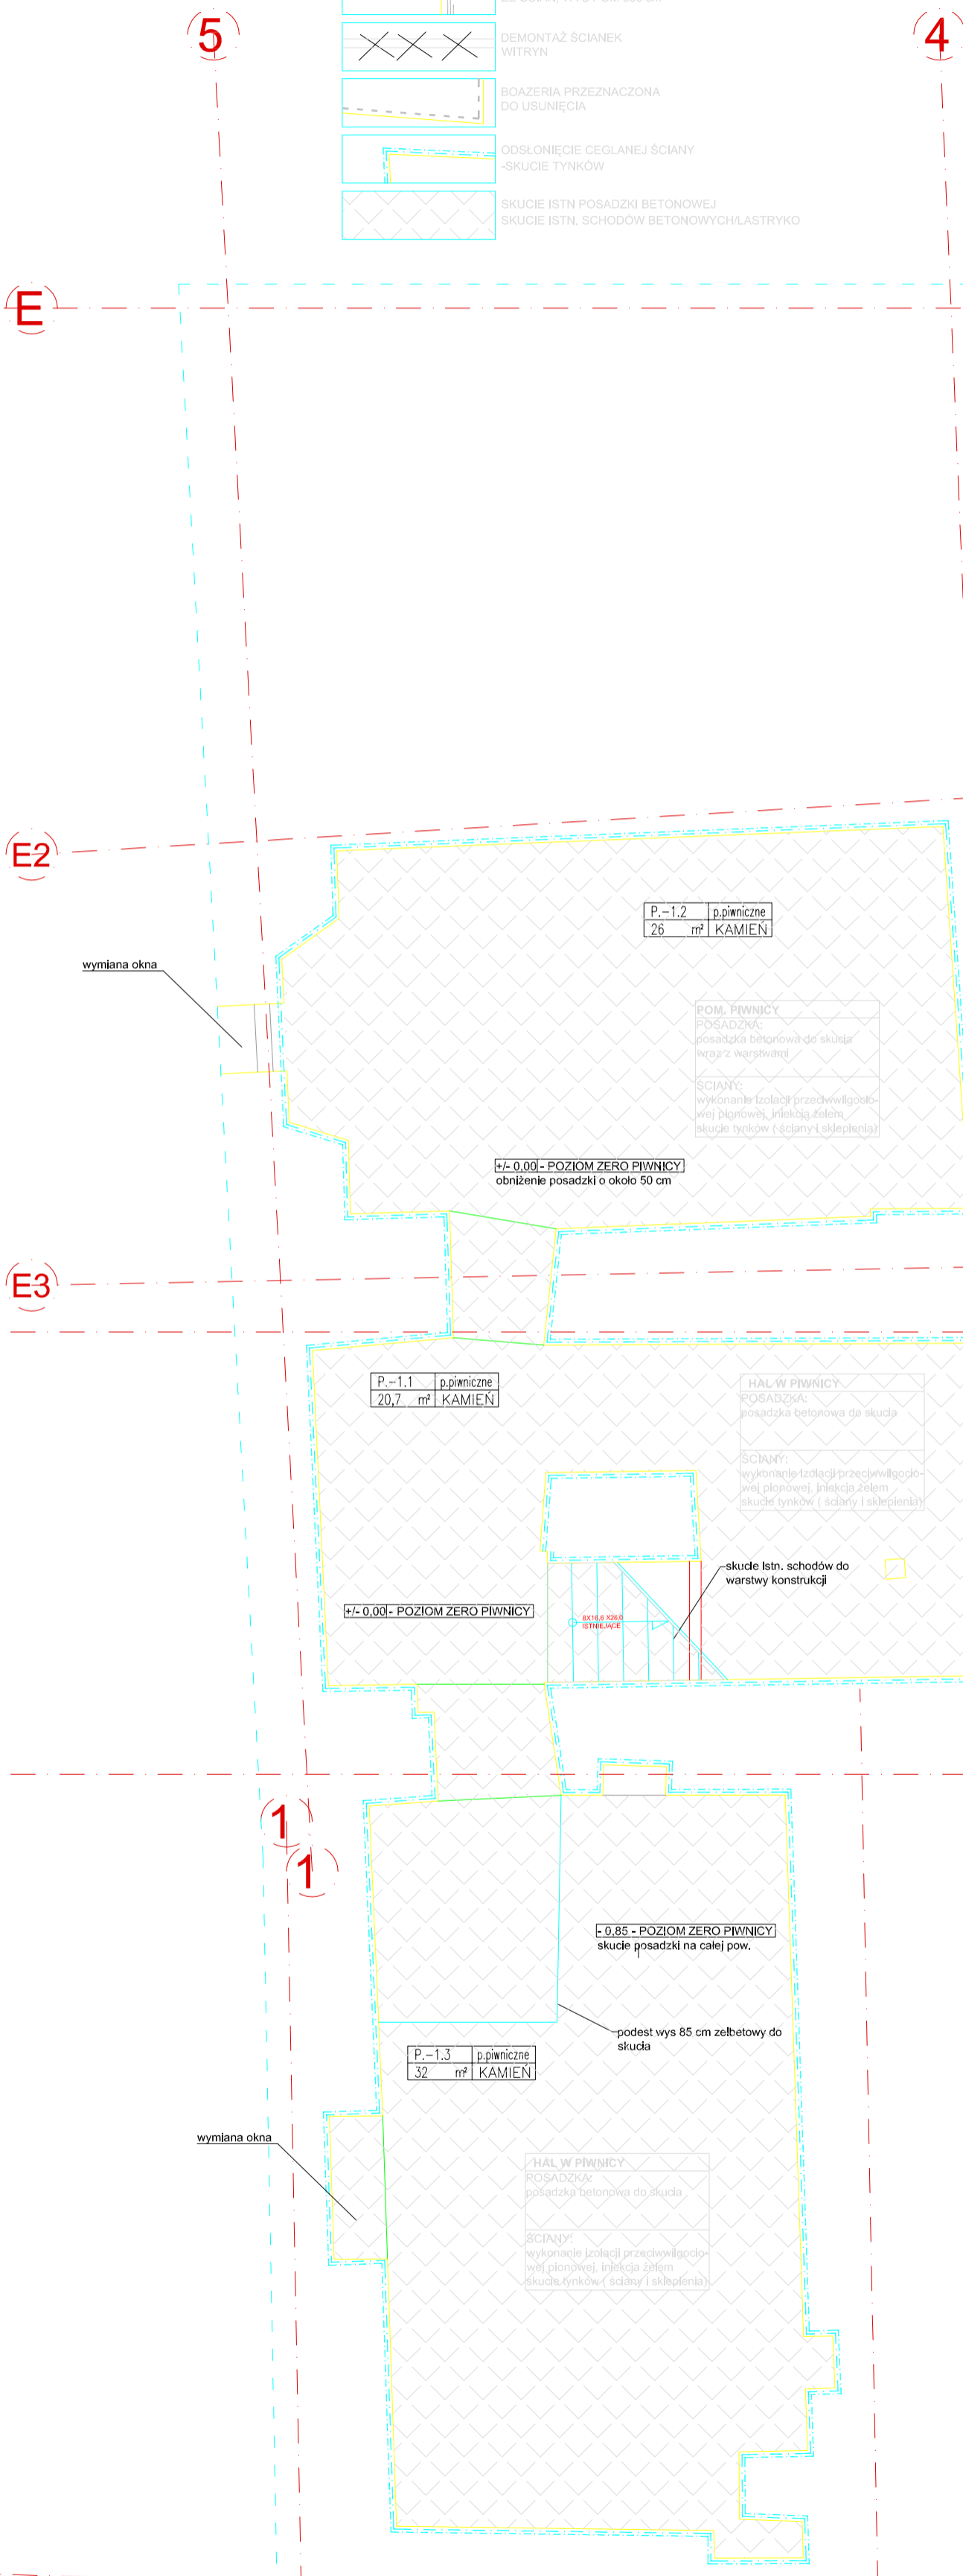 5
4
DEMONTAŻ ŚCIANEK
WITRYN
BOAZERIA PRZEZNACZONA
DO USUNIĘCIA
ODSŁONIĘCIE CEGLANEJ ŚCIANY
-SKUCIE TYNKÓW
SKUCIE ISTN POSADZKI BETONOWEJ
SKUCIE ISTN. SCHODÓW BETONOWYCH/LASTRYKO
E
E2
P.-1.2 p.piwniczne
26 m² KAMIEŃ
wymiana okna
POM. PIWNICY
POSADZKA:
posadzka betonowa do skucia
wraz z warstwami
ŚCIANY:
wykonanie izolacji przeciwwilgocio-
wej pionowej, iniekcja żelem
skucie tynków ( ściany i sklepienia)
+/- 0,00 - POZIOM ZERO PIWNICY
obniżenie posadzki o około 50 cm
E3
P.-1.1 p.piwniczne
20,7 m² KAMIEŃ
HAL W PIWNICY
POSADZKA:
posadzka betonowa do skucia
ŚCIANY:
wykonanie izolacji przeciwwilgocio-
wej pionowej, iniekcja żelem
skucie tynków ( ściany i sklepienia)
skucie istn. schodów do
warstwy konstrukcji
+/- 0,00 - POZIOM ZERO PIWNICY
8X16,6 X28,0
ISTNIEJĄCE
1
1
- 0,85 - POZIOM ZERO PIWNICY
skucie posadzki na całej pow.
podest wys 85 cm żelbetowy do
skucia
P.-1.3 p.piwniczne
32 m² KAMIEŃ
wymiana okna
HAL W PIWNICY
POSADZKA:
posadzka betonowa do skucia
ŚCIANY:
wykonanie izolacji przeciwwilgocio-
wej pionowej, iniekcja żelem
skucie tynków ( ściany i sklepienia)